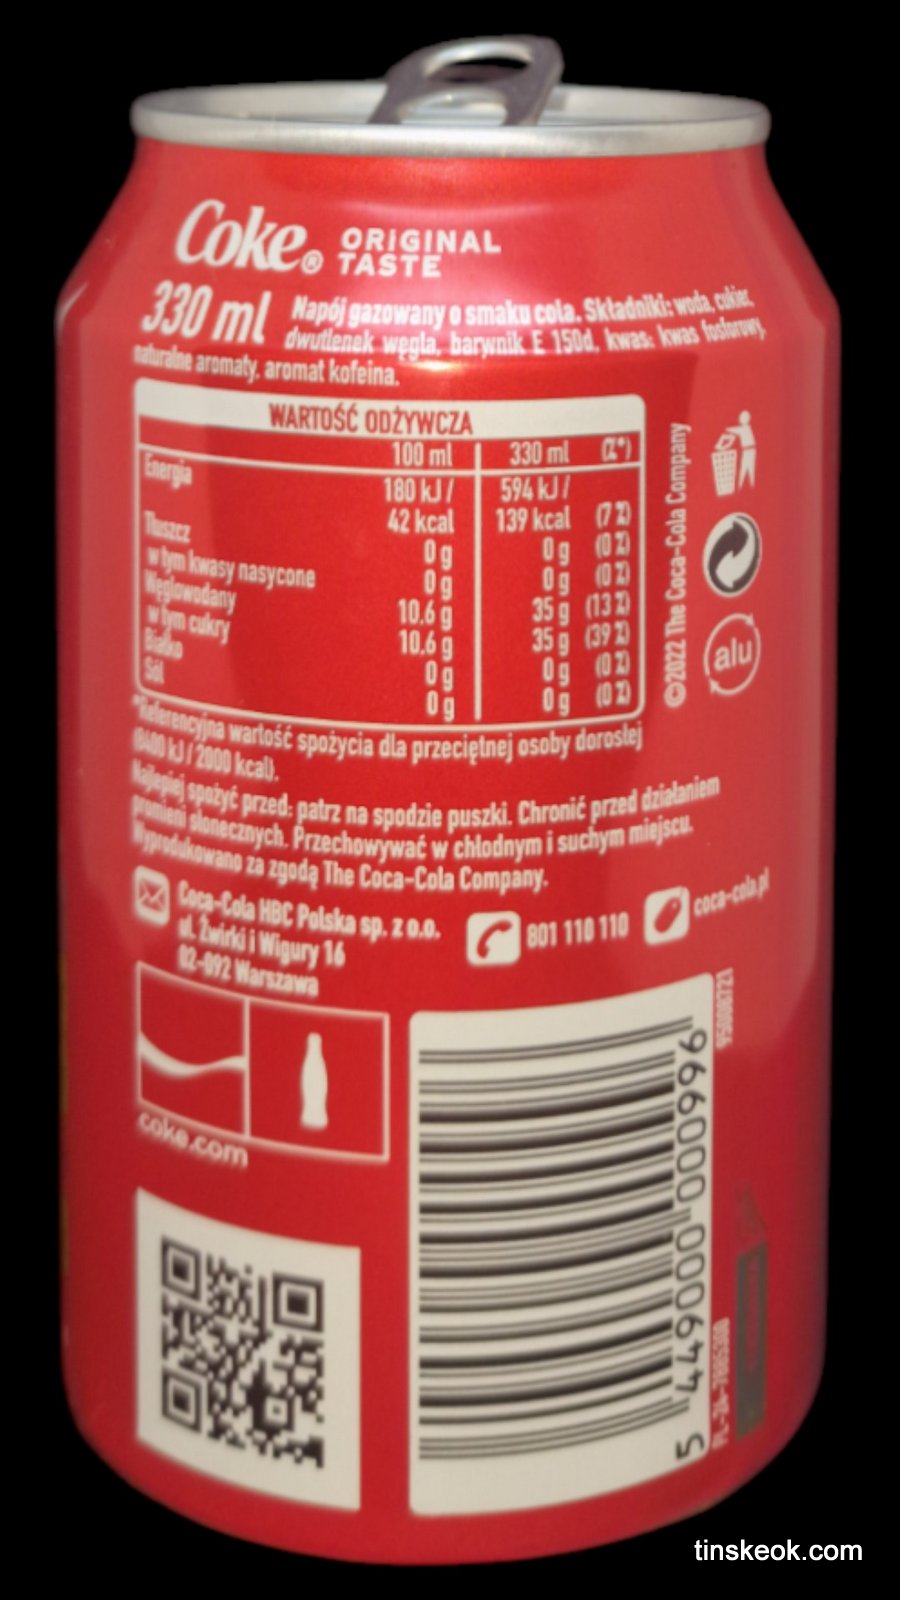 Coke® ORIGINAL
TASTE
330 ml
Napój gazowany o smaku cola. Składniki: woda, cukier,
dwutlenek węgla, barwnik E 150d, kwas: kwas fosforowy,
naturalne aromaty, aromat kofeina.
WARTOŚĆ ODŻYWCZA
100 ml 330 ml (%*)
Energia 180 kJ / 594 kJ /
42 kcal 139 kcal (7%)
Tłuszcz 0 g 0 g (0%)
w tym kwasy nasycone 0 g 0 g (0%)
Węglowodany 10,6 g 35 g (13%)
w tym cukry 10,6 g 35 g (39%)
Białko 0 g 0 g (0%)
Sól 0 g 0 g (0%)
©2022 The Coca-Cola Company
alu
*Referencyjna wartość spożycia dla przeciętnej osoby dorosłej
(8400 kJ / 2000 kcal).
Najlepiej spożyć przed: patrz na spodzie puszki. Chronić przed działaniem
promieni słonecznych. Przechowywać w chłodnym i suchym miejscu.
Wyprodukowano za zgodą The Coca-Cola Company.
Coca-Cola HBC Polska sp. z o.o.
ul. Żwirki i Wigury 16
02-092 Warszawa
801 110 110
coca-cola.pl
coke.com
5 449000 000996
tinskeok.com